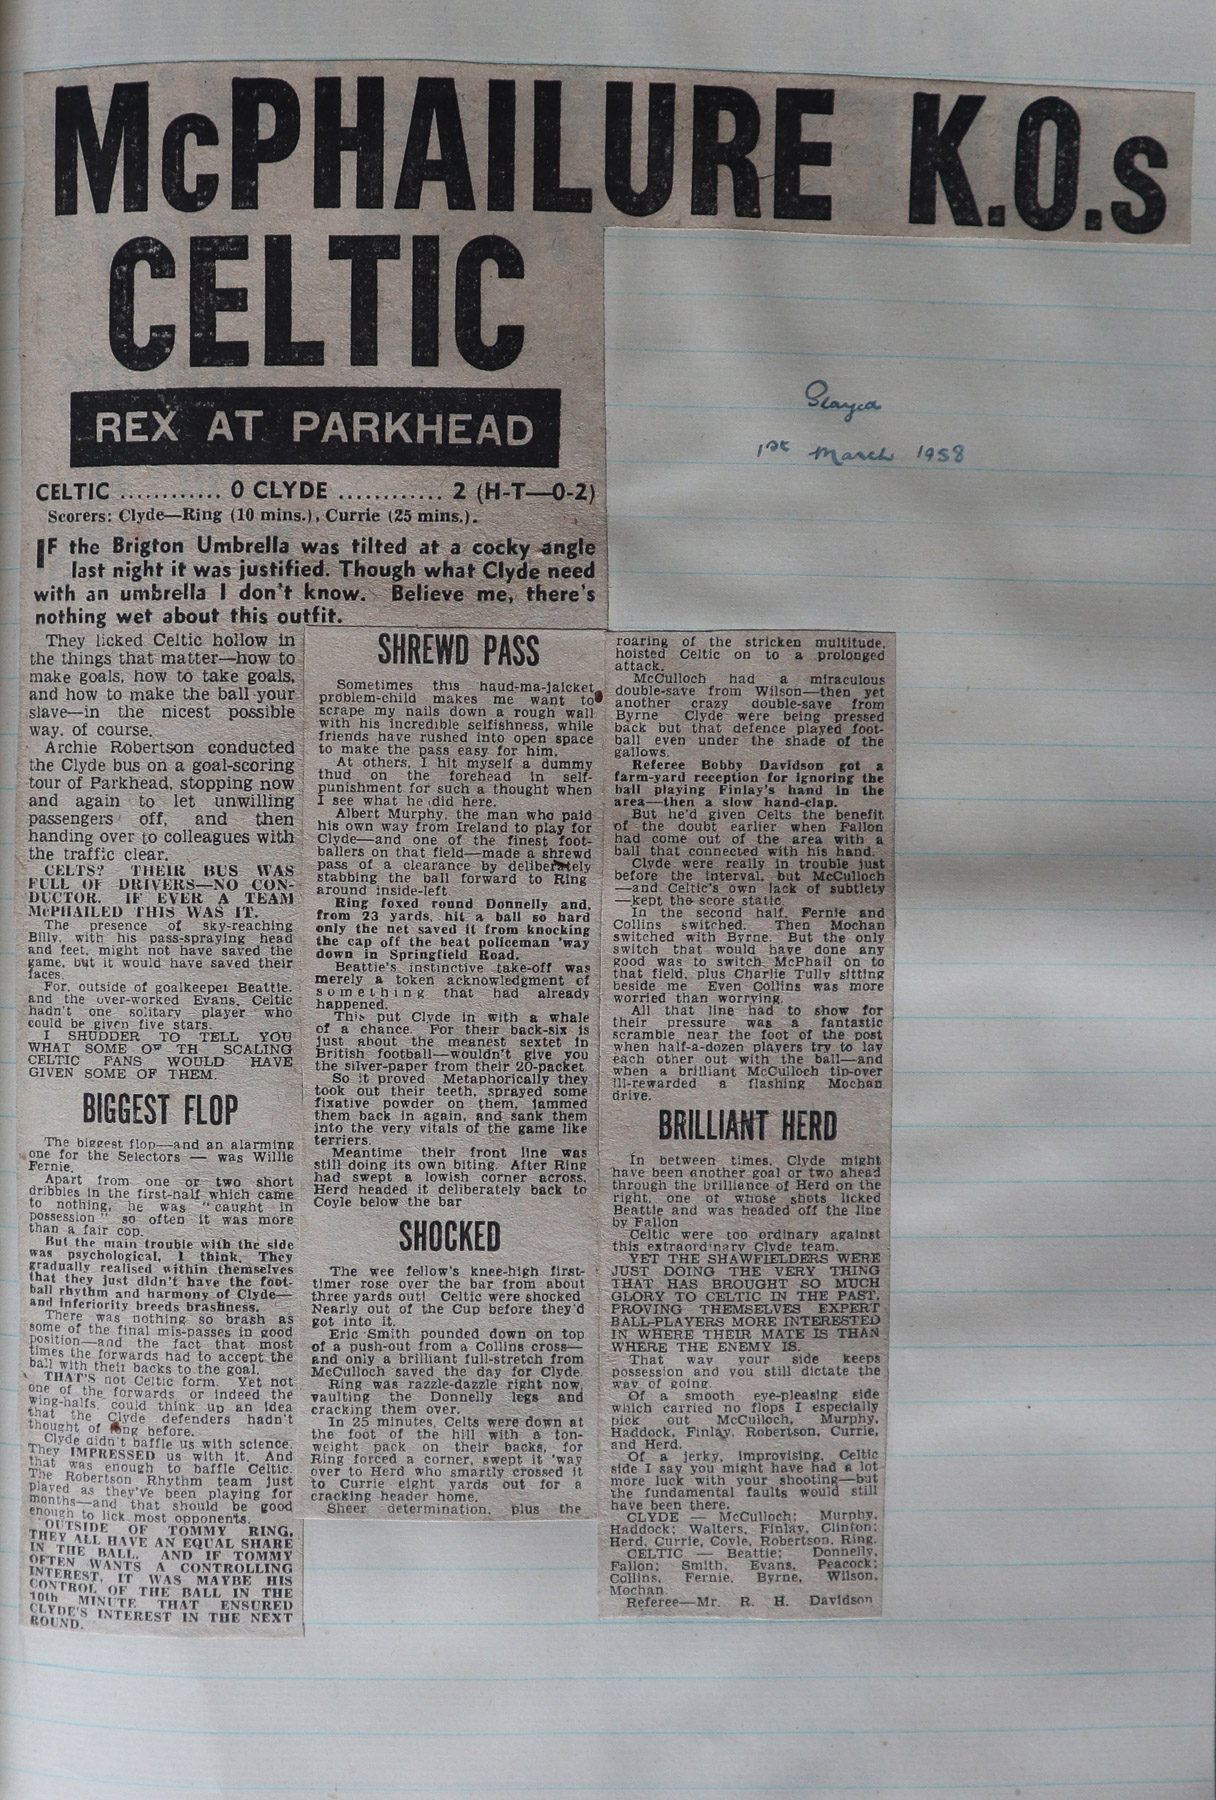 McPHAILURE K.O.s
CELTIC
REX AT PARKHEAD
CELTIC ............ 0 CLYDE ............ 2 (H-T—0-2)
Scorers: Clyde—Ring (10 mins.), Currie (25 mins.).
IF the Brigton Umbrella was tilted at a cocky angle
last night it was justified. Though what Clyde need
with an umbrella I don't know. Believe me, there's
nothing wet about this outfit.
They licked Celtic hollow in
the things that matter—how to
make goals, how to take goals,
and how to make the ball your
slave—in the nicest possible
way, of course.
Archie Robertson conducted
the Clyde bus on a goal-scoring
tour of Parkhead, stopping now
and again to let unwilling
passengers off, and then
handing over to colleagues with
the traffic clear.
CELTS? THEIR BUS WAS
FULL OF DRIVERS—NO CON-
DUCTOR. IF EVER A TEAM
McPHAILED THIS WAS IT.
The presence of sky-reaching
Billy, with his pass-spraying head
and feet, might not have saved the
game, but it would have saved their
faces.
For, outside of goalkeeper Beattie,
and the over-worked Evans, Celtic
hadn't one solitary player who
could be given five stars.
I SHUDDER TO TELL YOU
WHAT SOME OF TH SCALING
CELTIC FANS WOULD HAVE
GIVEN SOME OF THEM.
BIGGEST FLOP
The biggest flop—and an alarming
one for the Selectors — was Willie
Fernie.
Apart from one or two short
dribbles in the first-half which came
to nothing, he was "caught in
possession" so often it was more
than a fair cop.
But the main trouble with the side
was psychological, I think. They
gradually realised within themselves
that they just didn't have the foot-
ball rhythm and harmony of Clyde—
and inferiority breeds brashness.
There was nothing so brash as
some of the final mis-passes in good
position—and the fact that most
times the forwards had to accept the
ball with their backs to the goal.
THAT'S not Celtic form. Yet not
one of the forwards or indeed the
wing-halfs, could think up an idea
that the Clyde defenders hadn't
thought of long before.
Clyde didn't baffle us with science.
They IMPRESSED us with it. And
that was enough to baffle Celtic.
The Robertson Rhythm team just
played as they've been playing for
months—and that should be good
enough to lick most opponents.
OUTSIDE OF TOMMY RING,
THEY ALL HAVE AN EQUAL SHARE
IN THE BALL. AND IF TOMMY
OFTEN WANTS A CONTROLLING
INTEREST, IT WAS MAYBE HIS
CONTROL OF THE BALL IN THE
10th MINUTE THAT ENSURED
CLYDE'S INTEREST IN THE NEXT
ROUND.
SHREWD PASS
Sometimes this haud-ma-jaicket
problem-child makes me want to
scrape my nails down a rough wall
with his incredible selfishness, while
friends have rushed into open space
to make the pass easy for him.
At others, I hit myself a dummy
thud on the forehead in self-
punishment for such a thought when
I see what he did here.
Albert Murphy, the man who paid
his own way from Ireland to play for
Clyde—and one of the finest foot-
ballers on that field—made a shrewd
pass of a clearance by deliberately
stabbing the ball forward to Ring
around inside-left
Ring foxed round Donnelly and,
from 23 yards, hit a ball so hard
only the net saved it from knocking
the cap off the beat policeman 'way
down in Springfield Road.
Beattie's instinctive take-off was
merely a token acknowledgment of
something that had already
happened.
This put Clyde in with a whale
of a chance. For their back-six is
just about the meanest sextet in
British football—wouldn't give you
the silver-paper from their 20-packet
So it proved Metaphorically they
took out their teeth, sprayed some
fixative powder on them, jammed
them back in again, and sank them
into the very vitals of the game like
terriers.
Meantime their front line was
still doing its own biting. After Ring
had swept a lowish corner across,
Herd headed it deliberately back to
Coyle below the bar
SHOCKED
The wee fellow's knee-high first-
timer rose over the bar from about
three yards out! Celtic were shocked
Nearly out of the Cup before they'd
got into it.
Eric Smith pounded down on top
of a push-out from a Collins cross—
and only a brilliant full-stretch from
McCulloch saved the day for Clyde.
Ring was razzle-dazzle right now,
vaulting the Donnelly legs and
cracking them over.
In 25 minutes, Celts were down at
the foot of the hill with a ton-
weight pack on their backs, for
Ring forced a corner, swept it 'way
over to Herd who smartly crossed it
to Currie eight yards out for a
cracking header home.
Sheer determination, plus the
roaring of the stricken multitude,
hoisted Celtic on to a prolonged
attack.
McCulloch had a miraculous
double-save from Wilson—then yet
another crazy double-save from
Byrne Clyde were being pressed
back but that defence played foot-
ball even under the shade of the
gallows.
Referee Bobby Davidson got a
farm-yard reception for ignoring the
ball playing Finlay's hand in the
area—then a slow hand-clap.
But he'd given Celts the benefit
of the doubt earlier when Fallon
had come out of the area with a
ball that connected with his hand.
Clyde were really in trouble just
before the interval, but McCulloch
—and Celtic's own lack of subtlety
—kept the score static.
In the second half, Fernie and
Collins switched. Then Mochan
switched with Byrne. But the only
switch that would have done any
good was to switch McPhail on to
that field, plus Charlie Tully sitting
beside me Even Collins was more
worried than worrying.
All that line had to show for
their pressure was a fantastic
scramble near the foot of the post
when half-a-dozen players try to lay
each other out with the ball—and
when a brilliant McCulloch tip-over
ill-rewarded a flashing Mochan
drive.
BRILLIANT HERD
In between times, Clyde might
have been another goal or two ahead
through the brilliance of Herd on the
right, one of whose shots licked
Beattie and was headed off the line
by Fallon
Celtic were too ordinary against
this extraordinary Clyde team.
YET THE SHAWFIELDERS WERE
JUST DOING THE VERY THING
THAT HAS BROUGHT SO MUCH
GLORY TO CELTIC IN THE PAST,
PROVING THEMSELVES EXPERT
BALL-PLAYERS MORE INTERESTED
IN WHERE THEIR MATE IS THAN
WHERE THE ENEMY IS.
That way your side keeps
possession and you still dictate the
way of going.
Of a smooth eye-pleasing side
which carried no flops I especially
pick out McCulloch, Murphy,
Haddock, Finlay, Robertson, Currie,
and Herd.
Of a jerky, improvising, Celtic
side I say you might have had a lot
more luck with your shooting—but
the fundamental faults would still
have been there.
CLYDE — McCulloch; Murphy,
Haddock; Walters, Finlay, Clinton;
Herd, Currie, Coyle, Robertson, Ring.
CELTIC — Beattie; Donnelly,
Fallon; Smith, Evans, Peacock;
Collins, Fernie, Byrne, Wilson,
Mochan.
Referee—Mr. R. H. Davidson
Played
1st March 1958